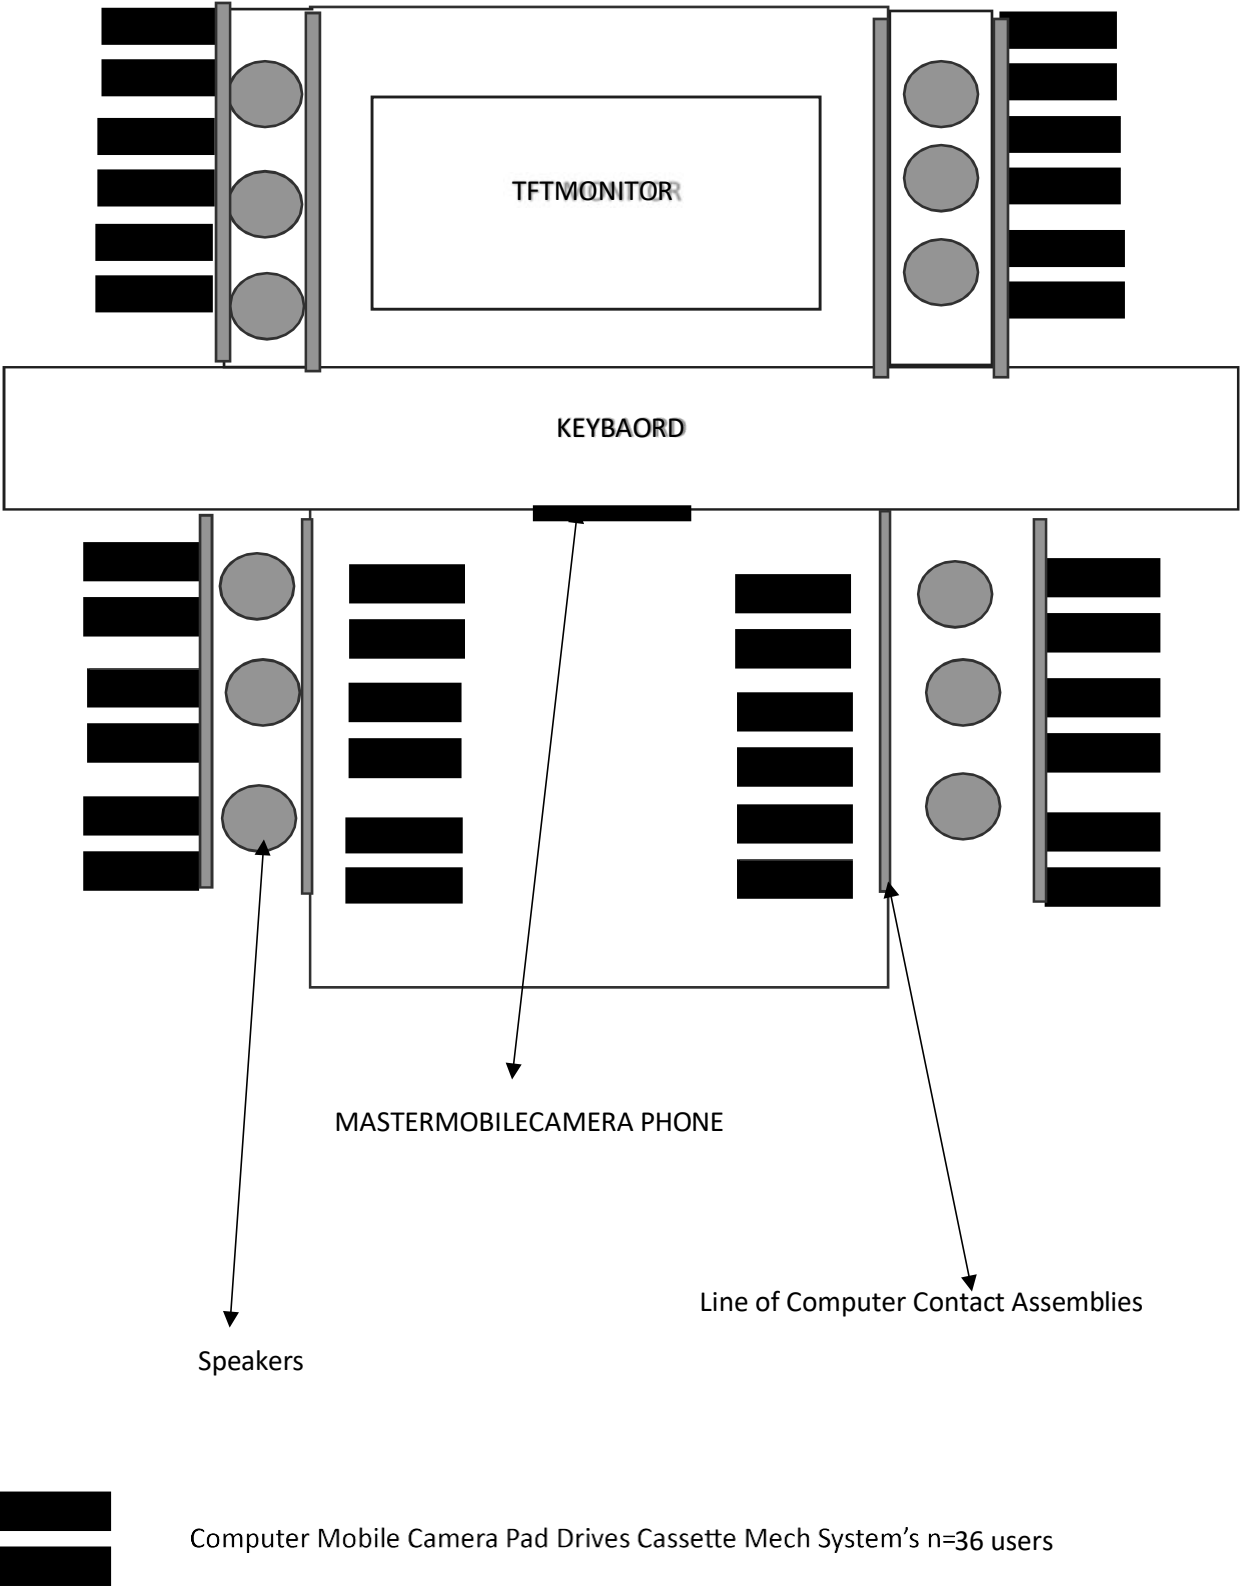 TFTMONITOR
KEYBAORD
MASTERMOBILECAMERA PHONE
Line of Computer Contact Assemblies
Speakers
Computer Mobile Camera Pad Drives Cassette Mech System’s n=36 users